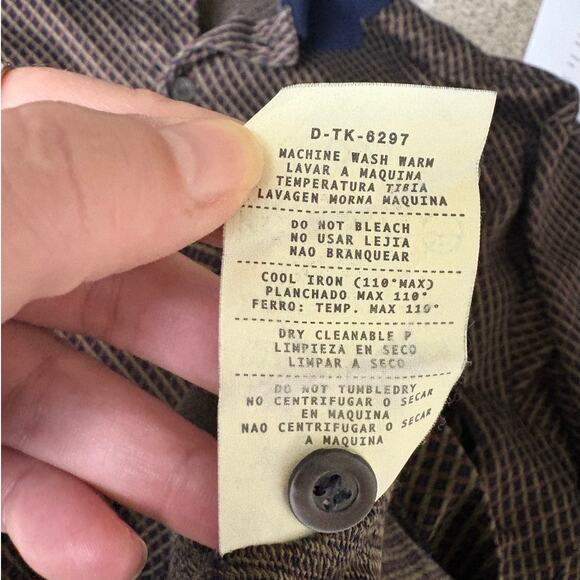 D-TK-6297
MACHINE WASH WARM
LAVAR A MAQUINA
TEMPERATURA TIBIA
LAVAGEN MORNA MAQUINA
DO NOT BLEACH
NO USAR LEJIA
NAO BRANQUEAR
COOL IRON (110°MAX)
PLANCHADO MAX 110°
FERRO: TEMP. MAX 110°
DRY CLEANABLE P
LIMPIEZA EN SECO
LIMPAR A SECO
DO NOT TUMBLEDRY
NO CENTRIFUGAR O SECAR
EN MAQUINA
NAO CENTRIFUGAR O SECAR
A MAQUINA